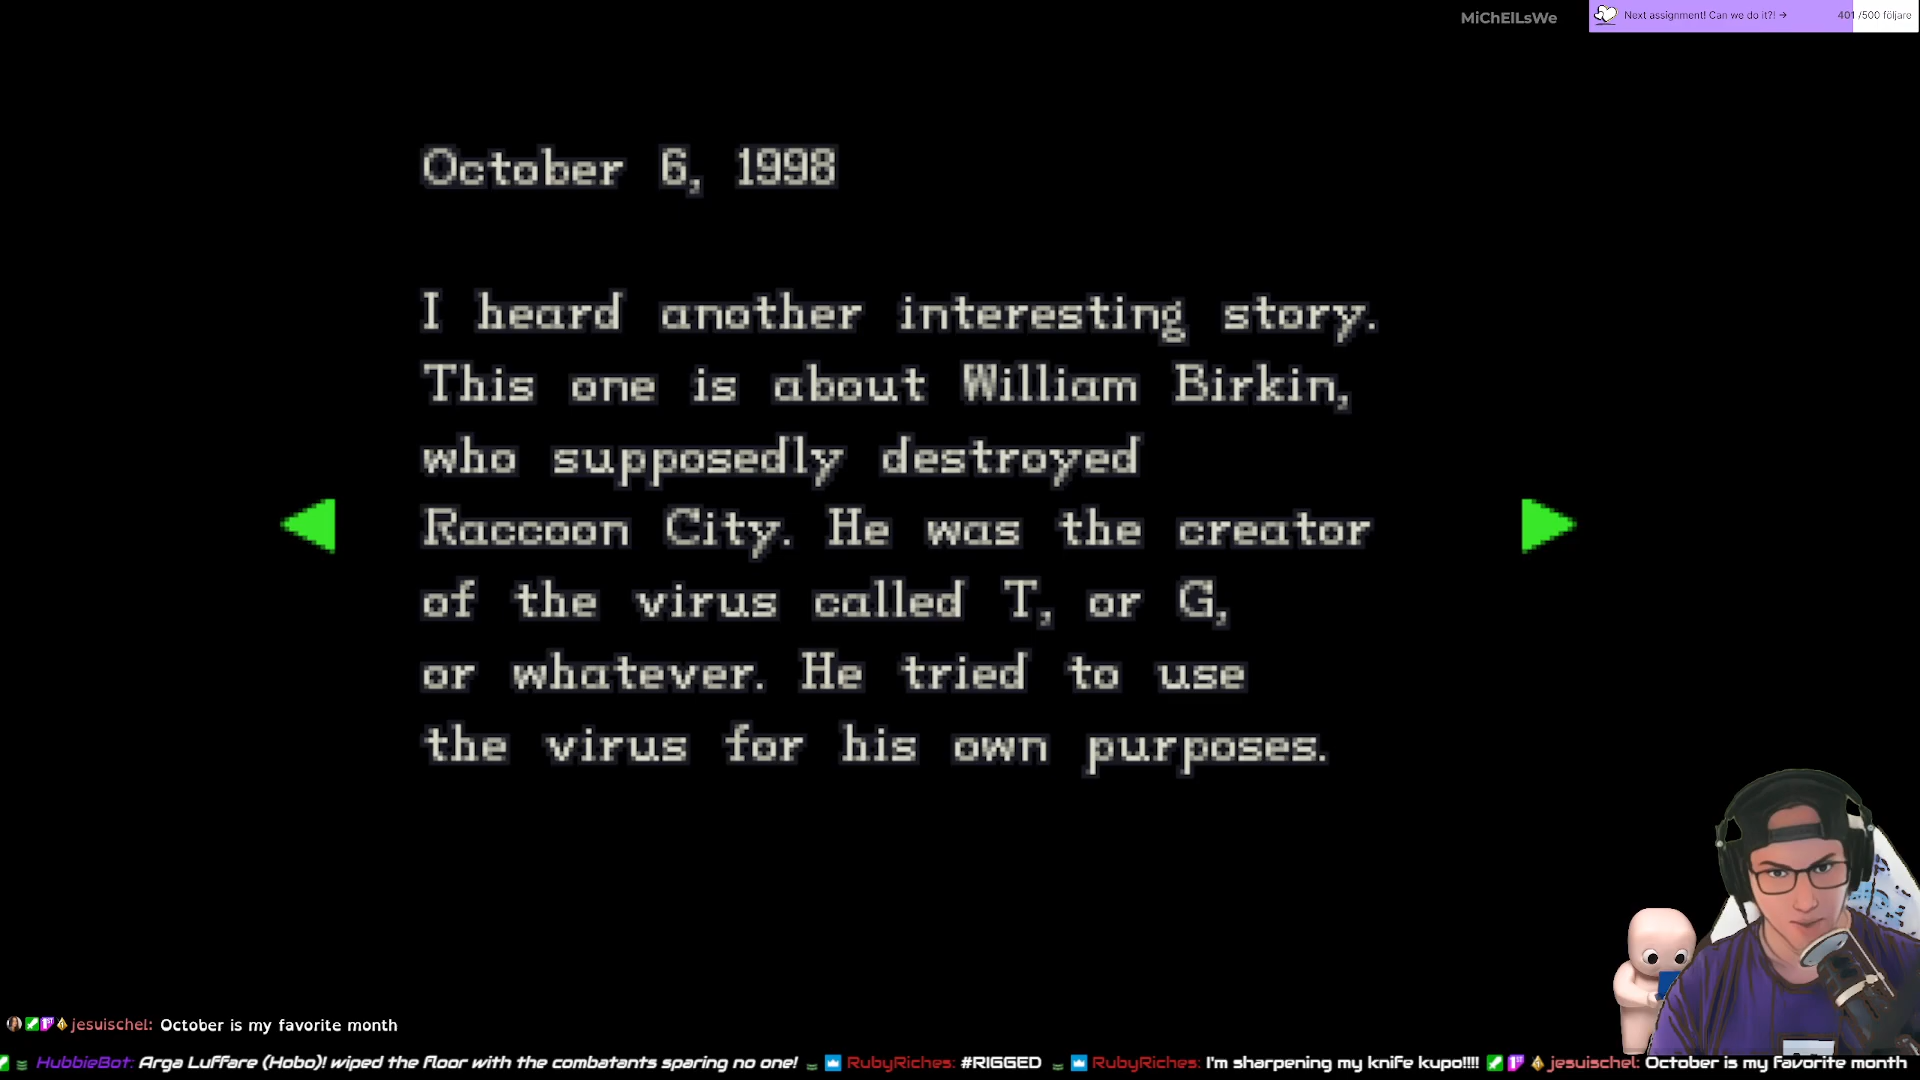 MiChElLsWe
Next assignment! Can we do it?! → 401 /500 följare
October 6, 1998
I heard another interesting story.
This one is about William Birkin,
who supposedly destroyed
Raccoon City. He was the creator
of the virus called T, or G,
or whatever. He tried to use
the virus for his own purposes.
jesuischel: October is my favorite month
HubbieBot: Arga Luffare (Hobo)! wiped the floor with the combatants sparing no one! RubyRiches: #RIGGED RubyRiches: I'm sharpening my knife kupo!!!! jesuischel: October is my favorite month